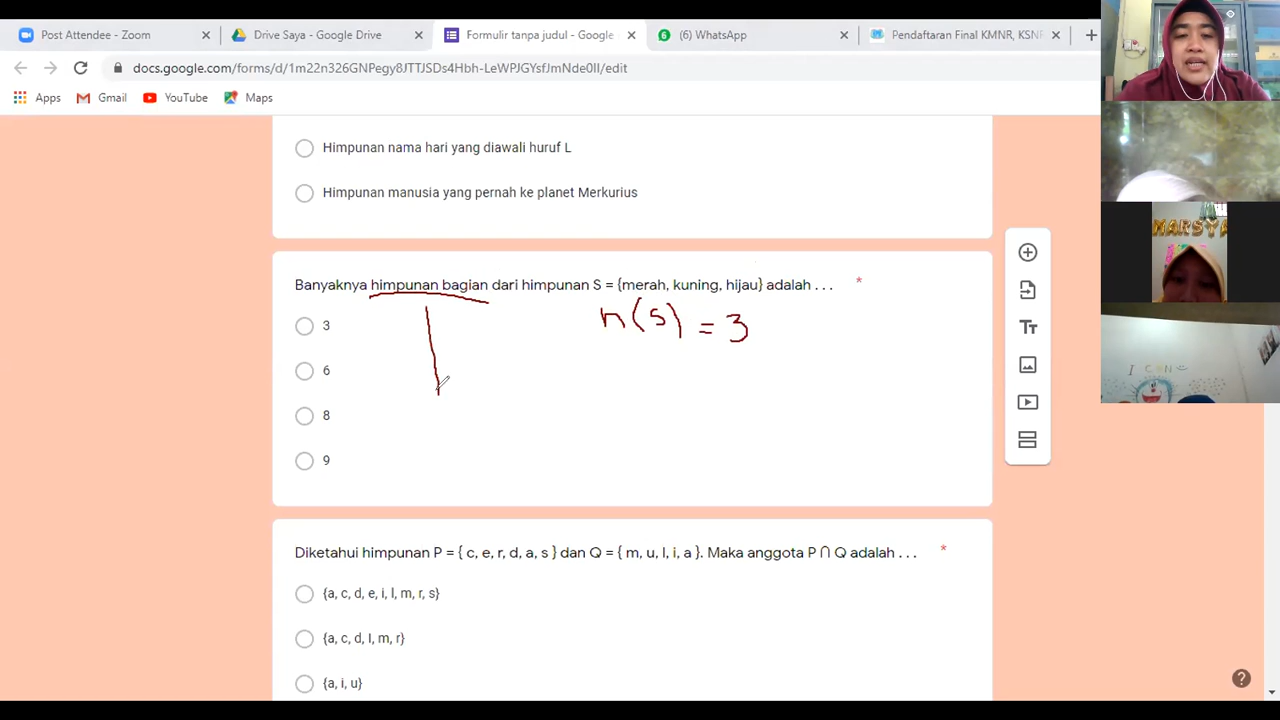 Post Attendee - Zoom
Drive Saya - Google Drive
Formulir tanpa judul - Google
(6) WhatsApp
Pendaftaran Final KMNR, KSNR
docs.google.com/forms/d/1m22n326GNPegy8JTTJSDs4Hbh-LeWPJGYsfJmNde0lI/edit
Apps
Gmail
YouTube
Maps
Himpunan nama hari yang diawali huruf L
Himpunan manusia yang pernah ke planet Merkurius
Banyaknya himpunan bagian dari himpunan S = {merah, kuning, hijau} adalah . . . *
n(s) = 3
3
6
8
9
Diketahui himpunan P = { c, e, r, d, a, s } dan Q = { m, u, l, i, a }. Maka anggota P ∩ Q adalah . . . *
{a, c, d, e, i, l, m, r, s}
{a, c, d, l, m, r}
{a, i, u}
Tт
MARSYA
I CAN